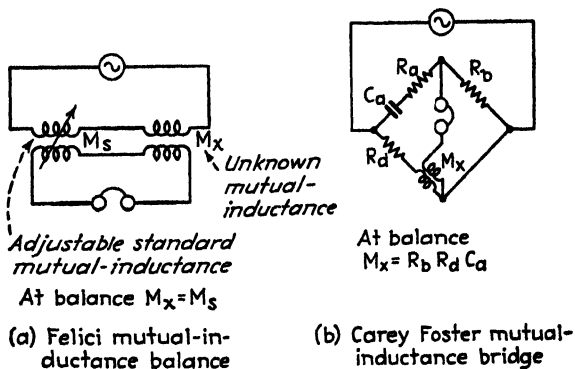 Ms
Mx
Unknown
mutual-
inductance
Adjustable standard
mutual-inductance
At balance Mx=Ms
(a) Felici mutual-in-
ductance balance
Ra
Rb
Ca
Rd
Mx
At balance
Mx= Rb Rd Ca
(b) Carey Foster mutual-
inductance bridge